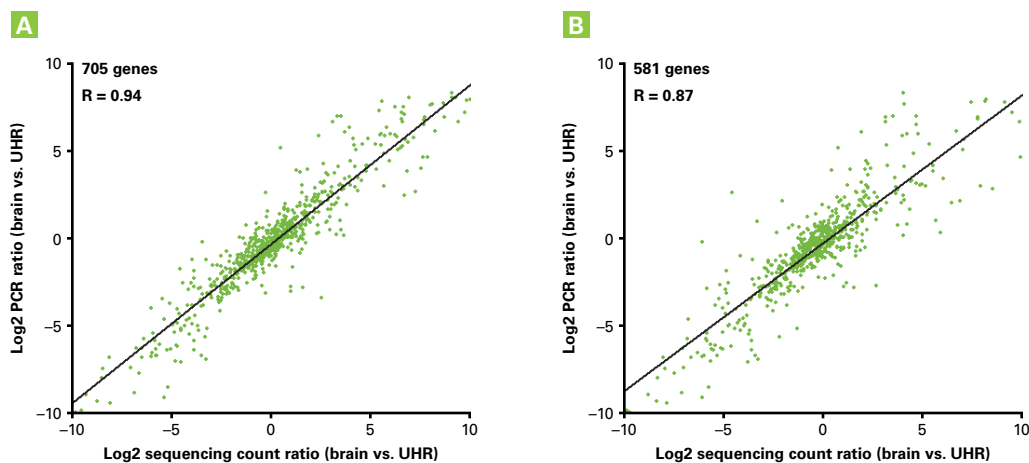 A
705 genes
R = 0.94
10
5
0
−5
−10
−10
−5
0
5
10
Log2 PCR ratio (brain vs. UHR)
Log2 sequencing count ratio (brain vs. UHR)
B
581 genes
R = 0.87
10
5
0
−5
−10
−10
−5
0
5
10
Log2 PCR ratio (brain vs. UHR)
Log2 sequencing count ratio (brain vs. UHR)